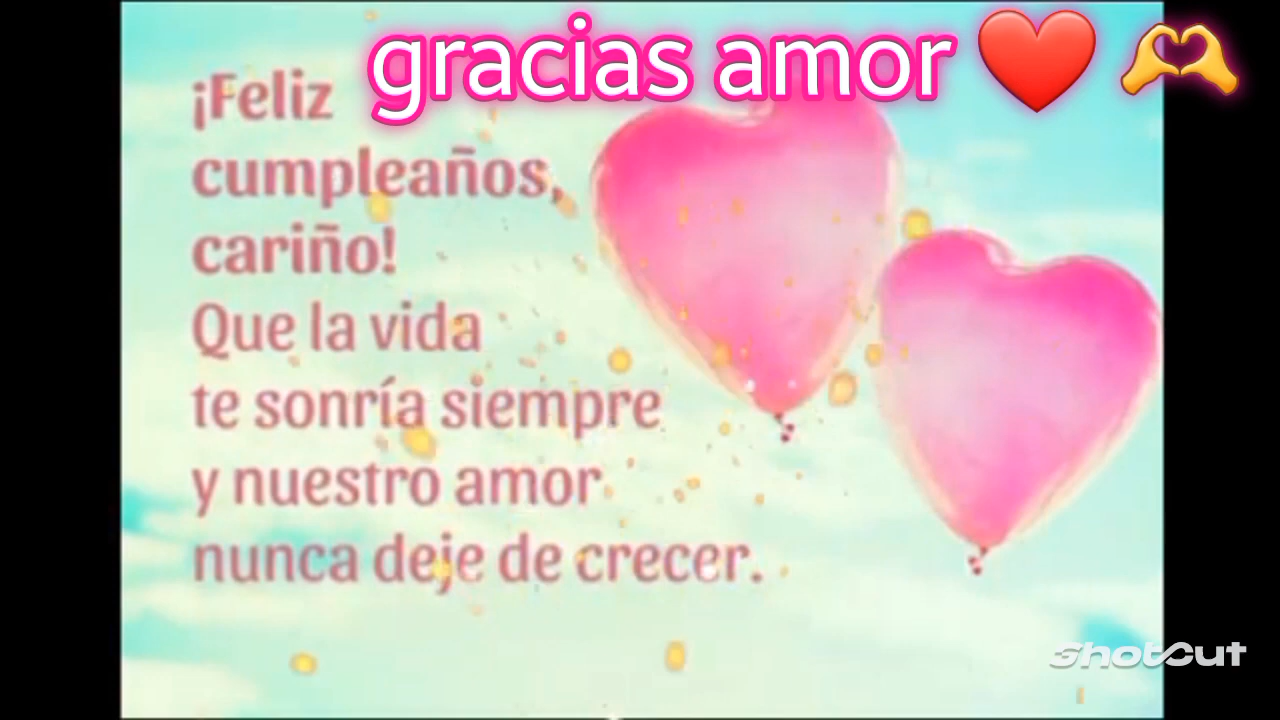 gracias amor ❤️ 🫶
¡Feliz
cumpleaños,
cariño!
Que la vida
te sonría siempre
y nuestro amor
nunca deje de crecer.
ShotCut